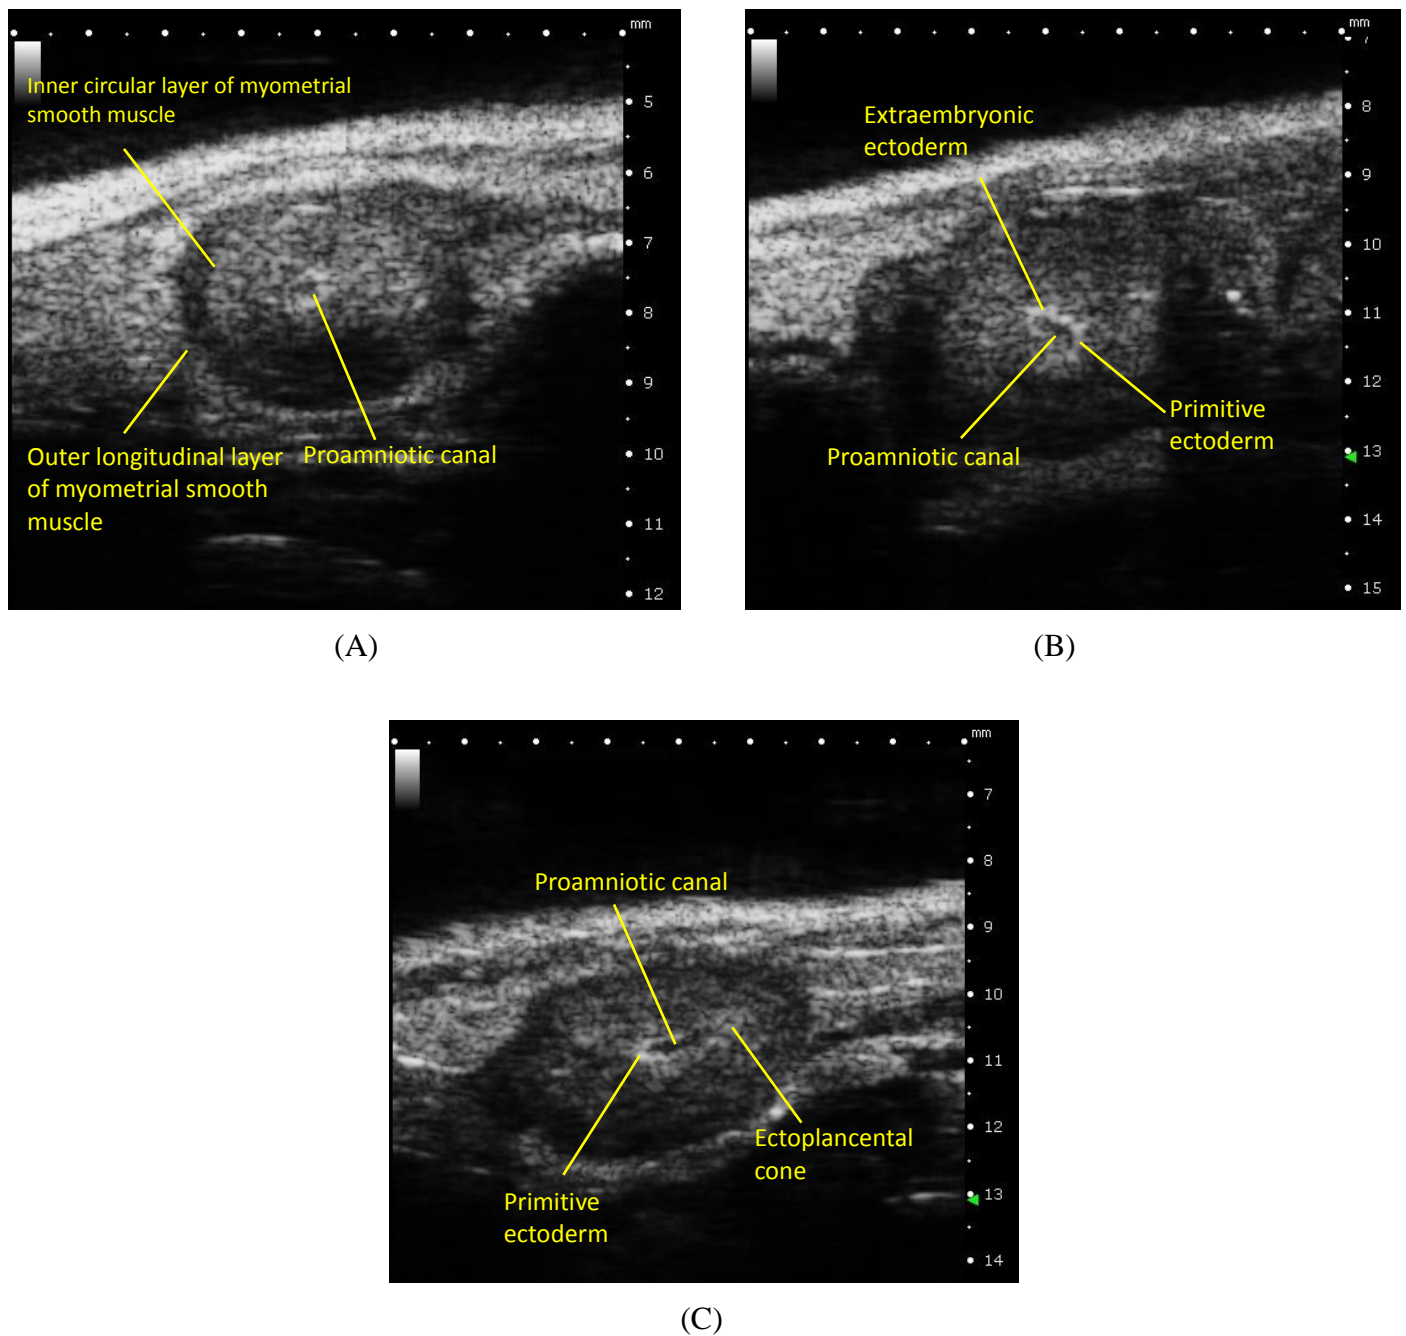 mm
Inner circular layer of myometrial
smooth muscle
5
6
7
8
9
Outer longitudinal layer
of myometrial smooth
muscle
Proamniotic canal
10
11
12
(A)
mm
7
Extraembryonic
ectoderm
8
9
10
11
12
Primitive
ectoderm
Proamniotic canal
13
14
15
(B)
mm
7
8
Proamniotic canal
9
10
11
12
Ectoplancental
cone
13
Primitive
ectoderm
14
(C)